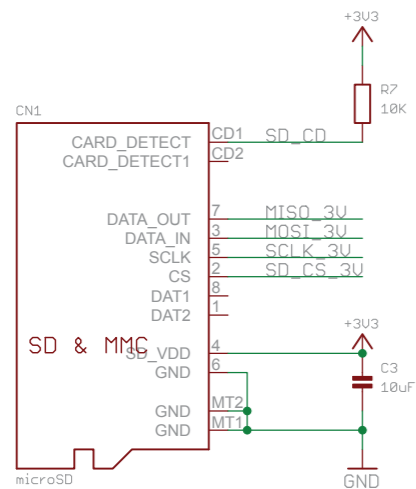 +3V3
R7
10K
CN1
CARD_DETECT CD1 SD_CD
CARD_DETECT1 CD2
DATA_OUT 7 MISO_3V
DATA_IN 3 MOSI_3V
SCLK 5 SCLK_3V
CS 2 SD_CS_3V
DAT1 8
DAT2 1
+3V3
SD & MMC
SD_VDD 4
GND 6
C3
10uF
GND MT2
GND MT1
microSD
GND